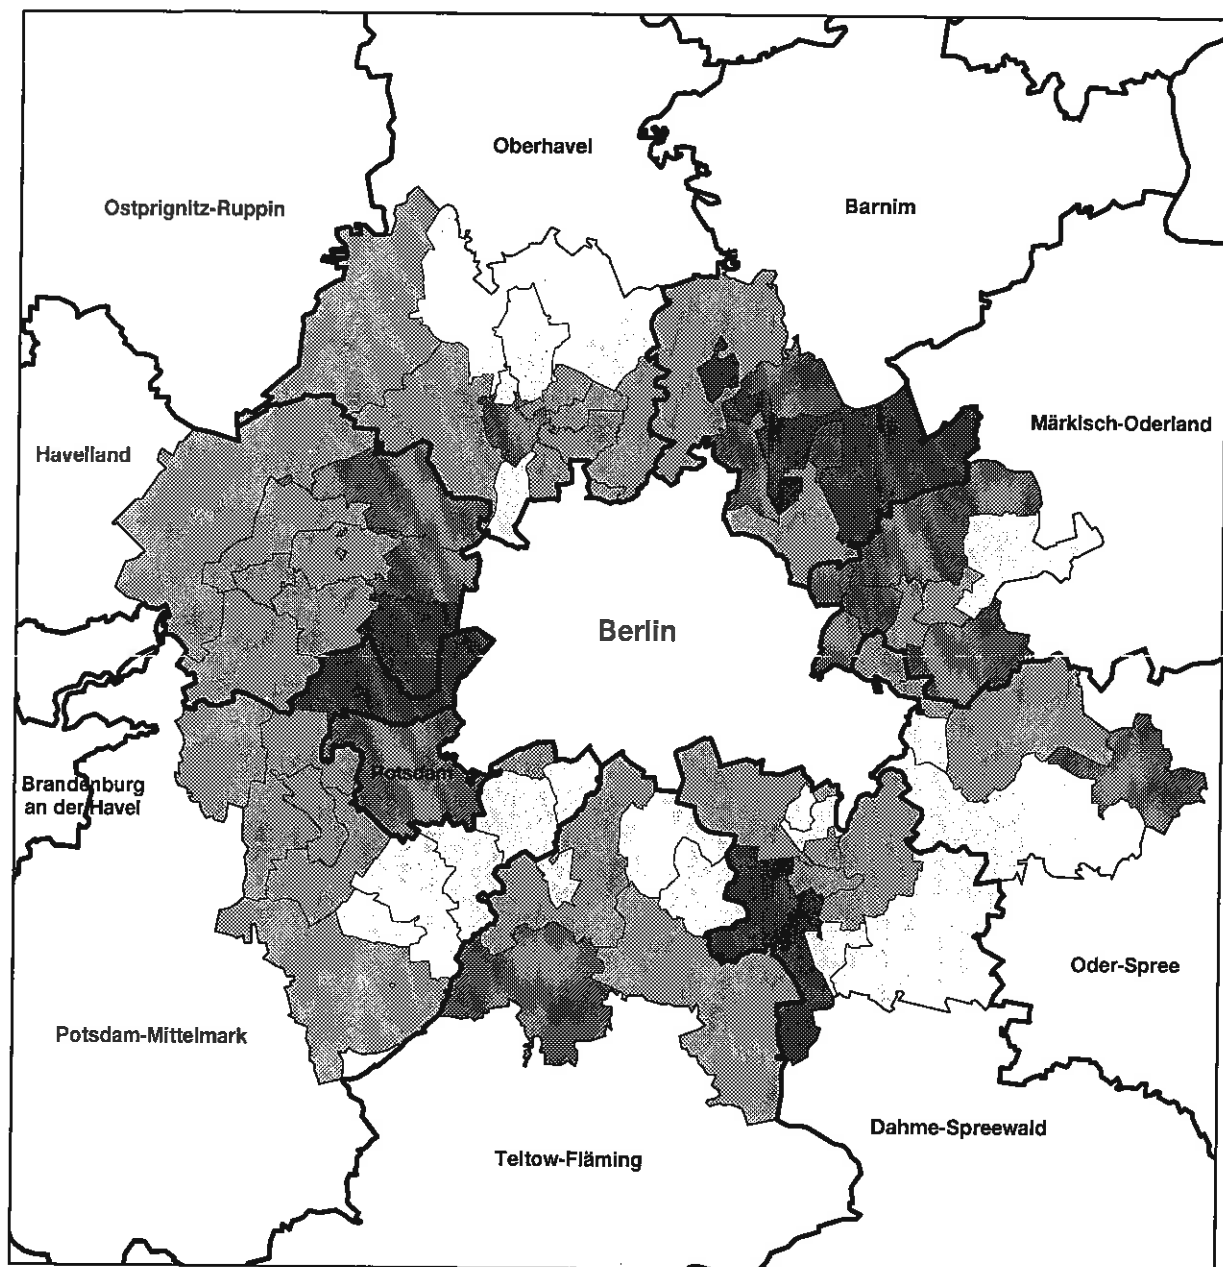 Oberhavel
Ostprignitz-Ruppin
Barnim
Märkisch-Oderland
Havelland
Berlin
Potsdam
Brandenburg
an der Havel
Oder-Spree
Potsdam-Mittelmark
Dahme-Spreewald
Teltow-Fläming